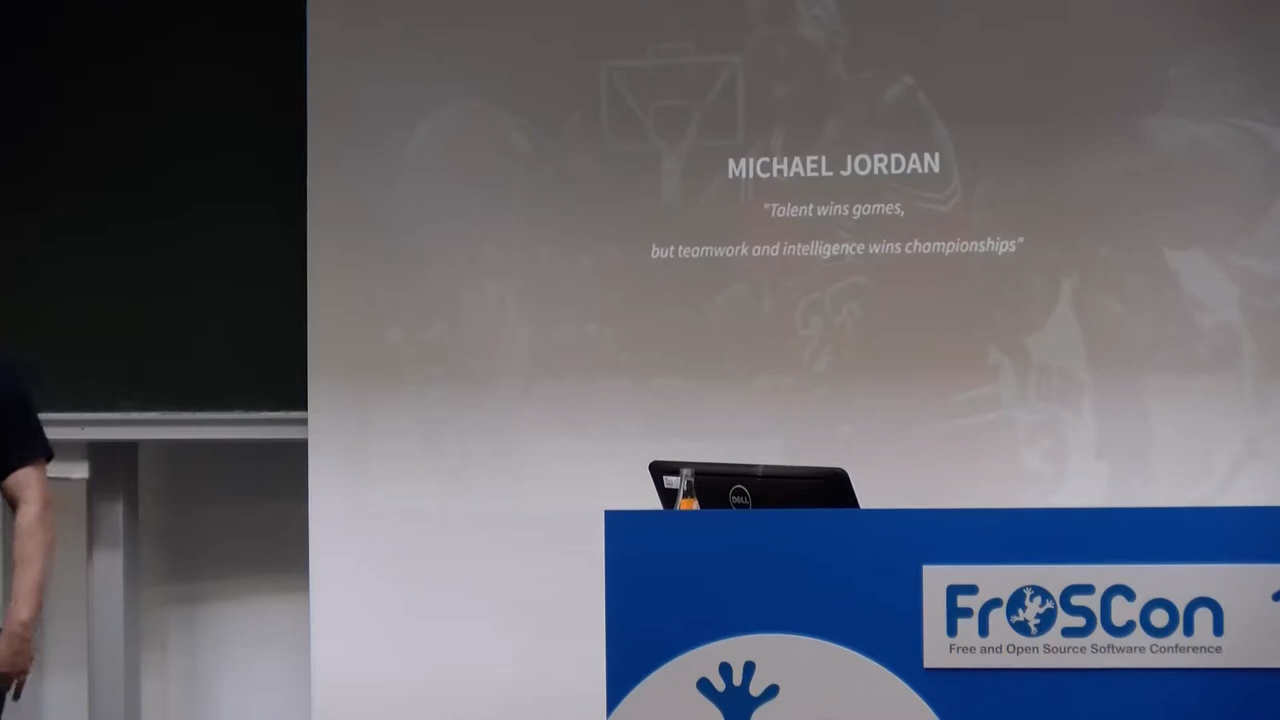 MICHAEL JORDAN
"Talent wins games,
but teamwork and intelligence wins championships"
DELL
FrOSCon
Free and Open Source Software Conference